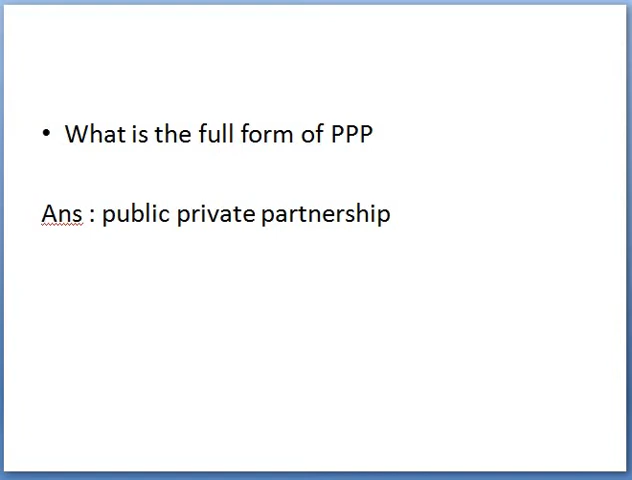 • What is the full form of PPP
Ans : public private partnership